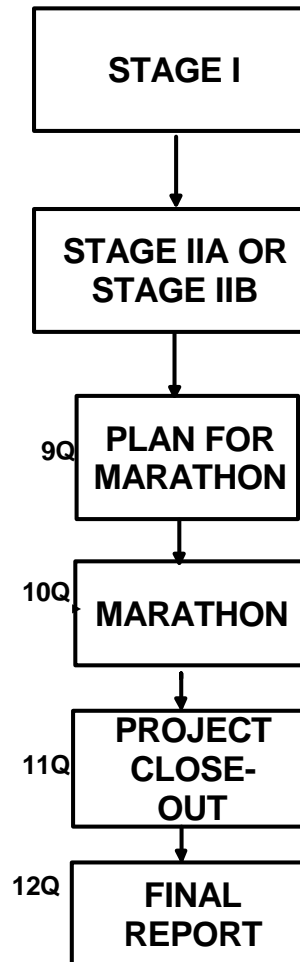 STAGE I
STAGE IIA OR
STAGE IIB
9Q
PLAN FOR
MARATHON
10Q
MARATHON
PROJECT
11Q
CLOSE-
OUT
12Q
FINAL
REPORT